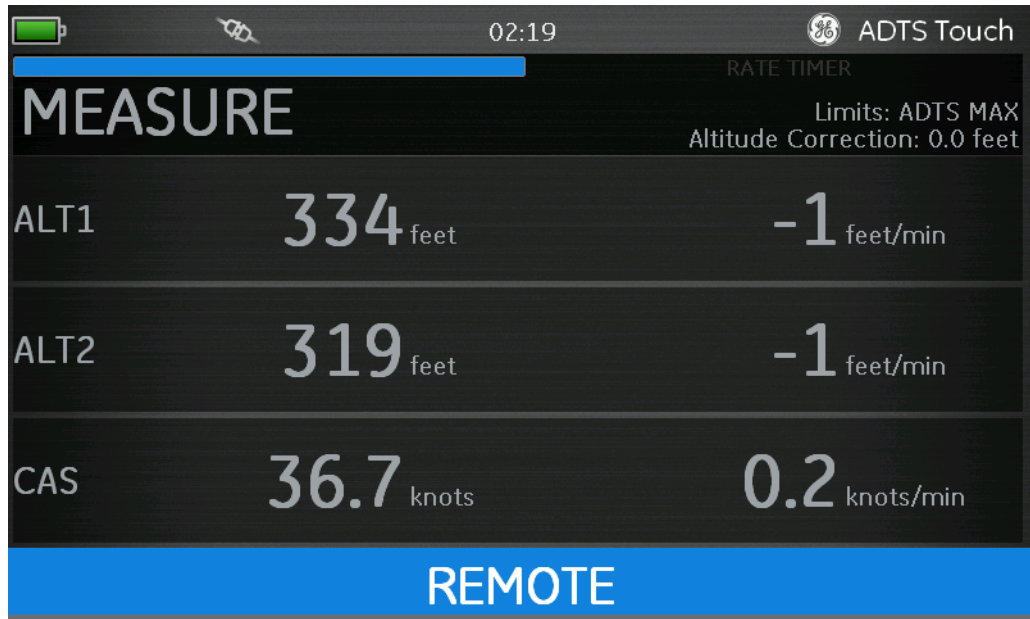 02:19
GE ADTS Touch
RATE TIMER
MEASURE
Limits: ADTS MAX
Altitude Correction: 0.0 feet
ALT1 334 feet -1 feet/min
ALT2 319 feet -1 feet/min
CAS 36.7 knots 0.2 knots/min
REMOTE